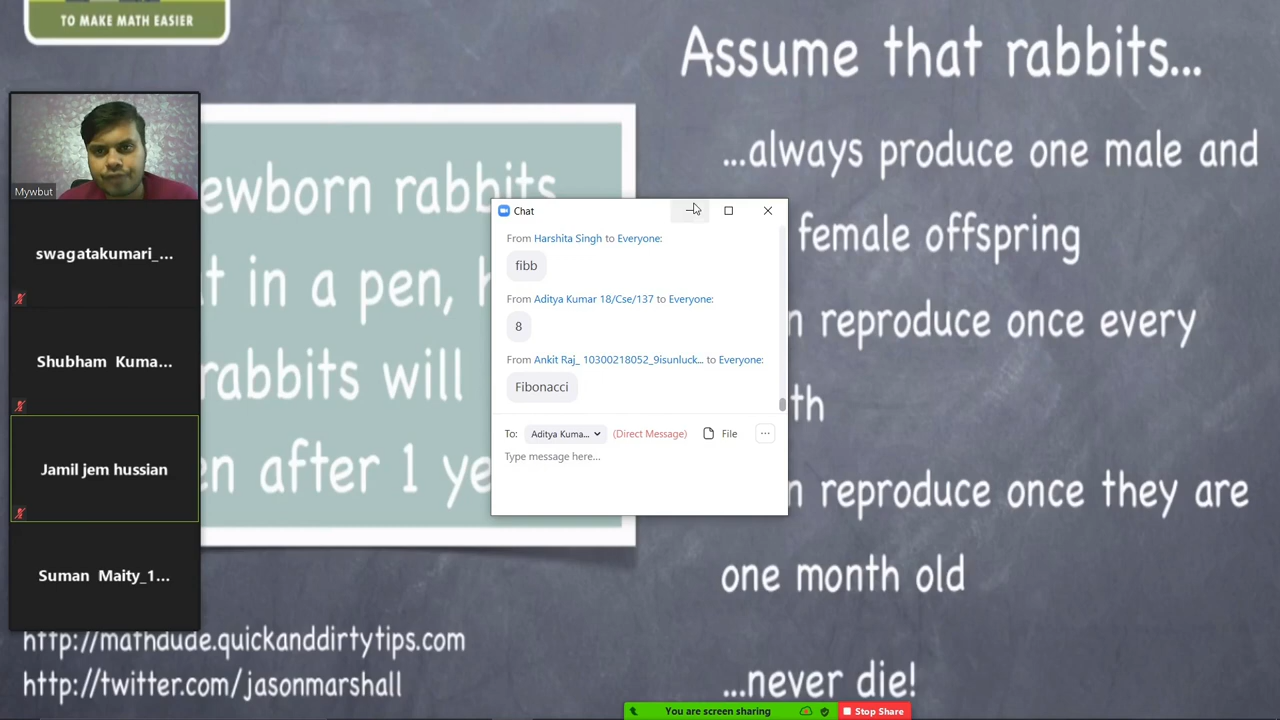 TO MAKE MATH EASIER
Assume that rabbits...
...always produce one male and
female offspring
n reproduce once every
th
n reproduce once they are
one month old
...never die!
ewborn rabbits
t in a pen, h
rabbits will
en after 1 ye
http://mathdude.quickanddirtytips.com
http://twitter.com/jasonmarshall
Mywbut
swagatakumari_...
Shubham Kuma...
Jamil jem hussian
Suman Maity_1...
Chat
From Harshita Singh to Everyone:
fibb
From Aditya Kumar 18/Cse/137 to Everyone:
8
From Ankit Raj_ 10300218052_9isunluck... to Everyone:
Fibonacci
To: Aditya Kuma... (Direct Message) File ...
Type message here...
You are screen sharing Stop Share